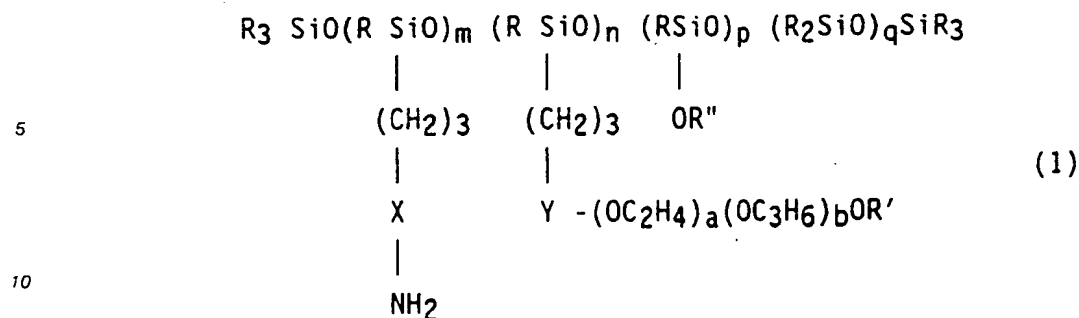 R3 SiO(R SiO)m (R SiO)n (RSiO)p (R2SiO)qSiR3
| | |
5 (CH2)3 (CH2)3 OR"
| | (1)
X Y -(OC2H4)a(OC3H6)bOR'
|
10 NH2